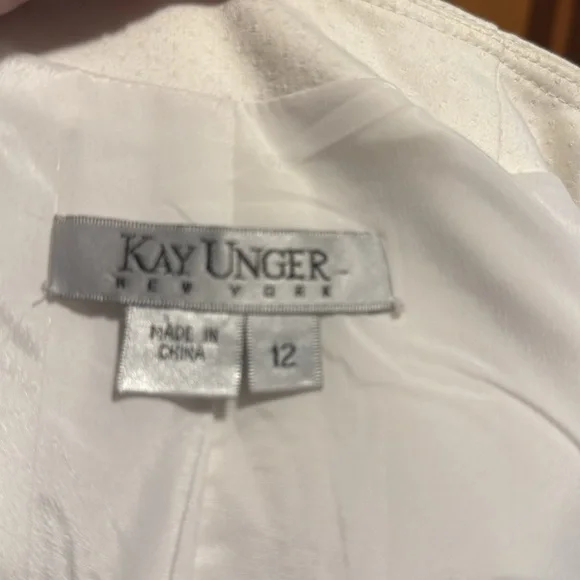 KAY UNGER
NEW YORK
MADE IN
CHINA
12